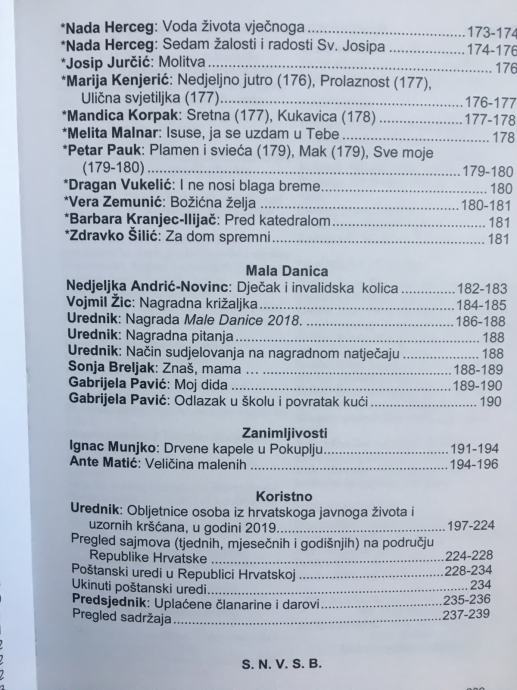 *Nada Herceg: Voda života vječnoga ........ 173-174
*Nada Herceg: Sedam žalosti i radosti Sv. Josipa ........ 174-176
*Josip Jurčić: Molitva ........ 176
*Marija Kenjerić: Nedjeljno jutro (176), Prolaznost (177),
Ulična svjetiljka (177) ........ 176-177
*Mandica Korpak: Sretna (177), Kukavica (178) ........ 177-178
*Melita Malnar: Isuse, ja se uzdam u Tebe ........ 178
*Petar Pauk: Plamen i svieća (179), Mak (179), Sve moje
(179-180) ........ 179-180
*Dragan Vukelić: I ne nosi blaga breme ........ 180
*Vera Zemunić: Božićna želja ........ 180-181
*Barbara Kranjec-Ilijač: Pred katedralom ........ 181
*Zdravko Šilić: Za dom spremni ........ 181
Mala Danica
Nedjeljka Andrić-Novinc: Dječak i invalidska kolica ........ 182-183
Vojmil Žic: Nagradna križaljka ........ 184-185
Urednik: Nagrada Male Danice 2018. ........ 186-188
Urednik: Nagradna pitanja ........ 188
Urednik: Način sudjelovanja na nagradnom natječaju ........ 188
Sonja Breljak: Znaš, mama ... ........ 188-189
Gabrijela Pavić: Moj dida ........ 189-190
Gabrijela Pavić: Odlazak u školu i povratak kući ........ 190
Zanimljivosti
Ignac Munjko: Drvene kapele u Pokuplju ........ 191-194
Ante Matić: Veličina malenih ........ 194-196
Koristno
Urednik: Obljetnice osoba iz hrvatskoga javnoga života i
uzornih kršćana, u godini 2019. ........ 197-224
Pregled sajmova (tjednih, mjesečnih i godišnjih) na području
Republike Hrvatske ........ 224-228
Poštanski uredi u Republici Hrvatskoj ........ 228-234
Ukinuti poštanski uredi ........ 234
Predsjednik: Uplaćene članarine i darovi ........ 235-236
Pregled sadržaja ........ 237-239
S. N. V. S. B.